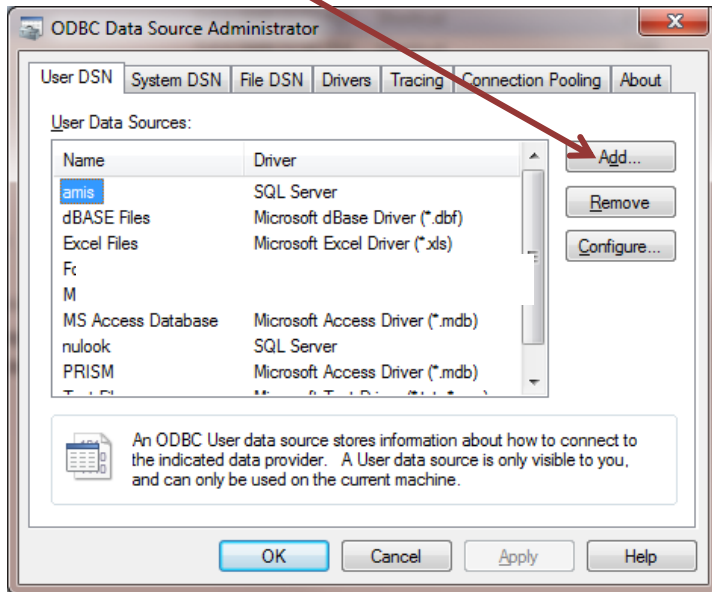 ODBC Data Source Administrator
User DSN System DSN File DSN Drivers Tracing Connection Pooling About
User Data Sources:
Name Driver
amis SQL Server
dBASE Files Microsoft dBase Driver (*.dbf)
Excel Files Microsoft Excel Driver (*.xls)
M
MS Access Database Microsoft Access Driver (*.mdb)
nulook SQL Server
PRISM Microsoft Access Driver (*.mdb)
Add...
Remove
Configure...
An ODBC User data source stores information about how to connect to
the indicated data provider. A User data source is only visible to you,
and can only be used on the current machine.
OK Cancel Apply Help